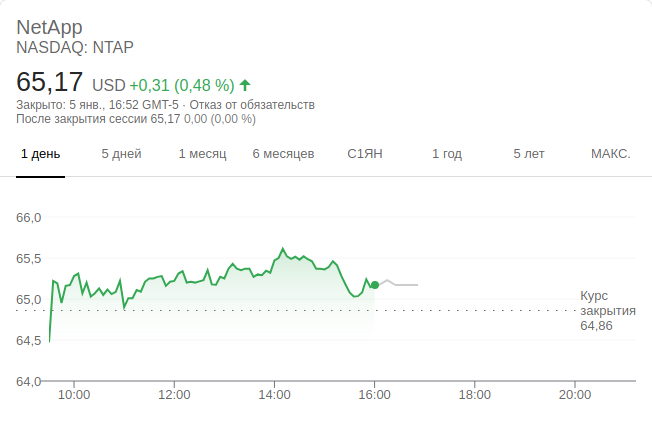 NetApp
NASDAQ: NTAP
65,17 USD +0,31 (0,48 %)
Закрыто: 5 янв., 16:52 GMT-5 · Отказ от обязательств
После закрытия сессии 65,17 0,00 (0,00 %)
1 день 5 дней 1 месяц 6 месяцев С1ЯН 1 год 5 лет МАКС.
66,0
65,5
65,0
Курс
закрытия
64,86
64,5
64,0
10:00 12:00 14:00 16:00 18:00 20:00